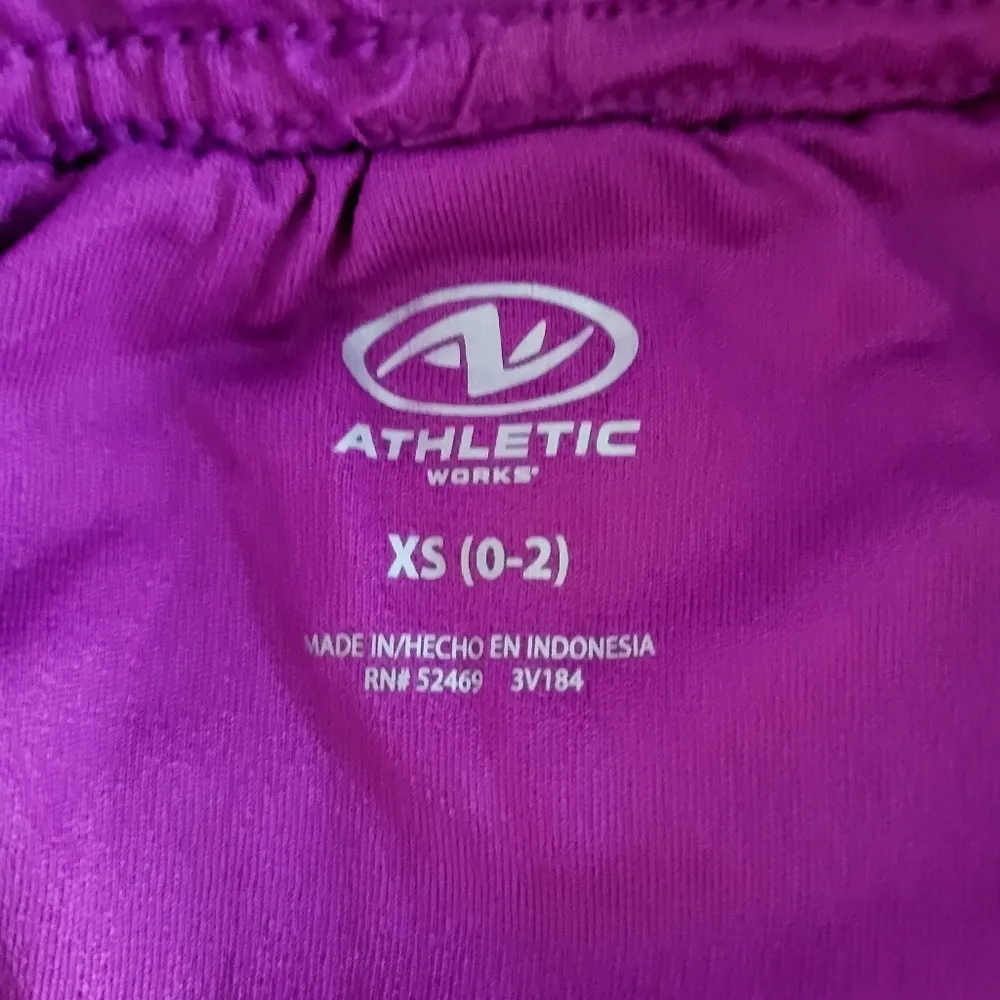 ATHLETIC
WORKS®
XS (0-2)
MADE IN/HECHO EN INDONESIA
RN# 52469 3V184